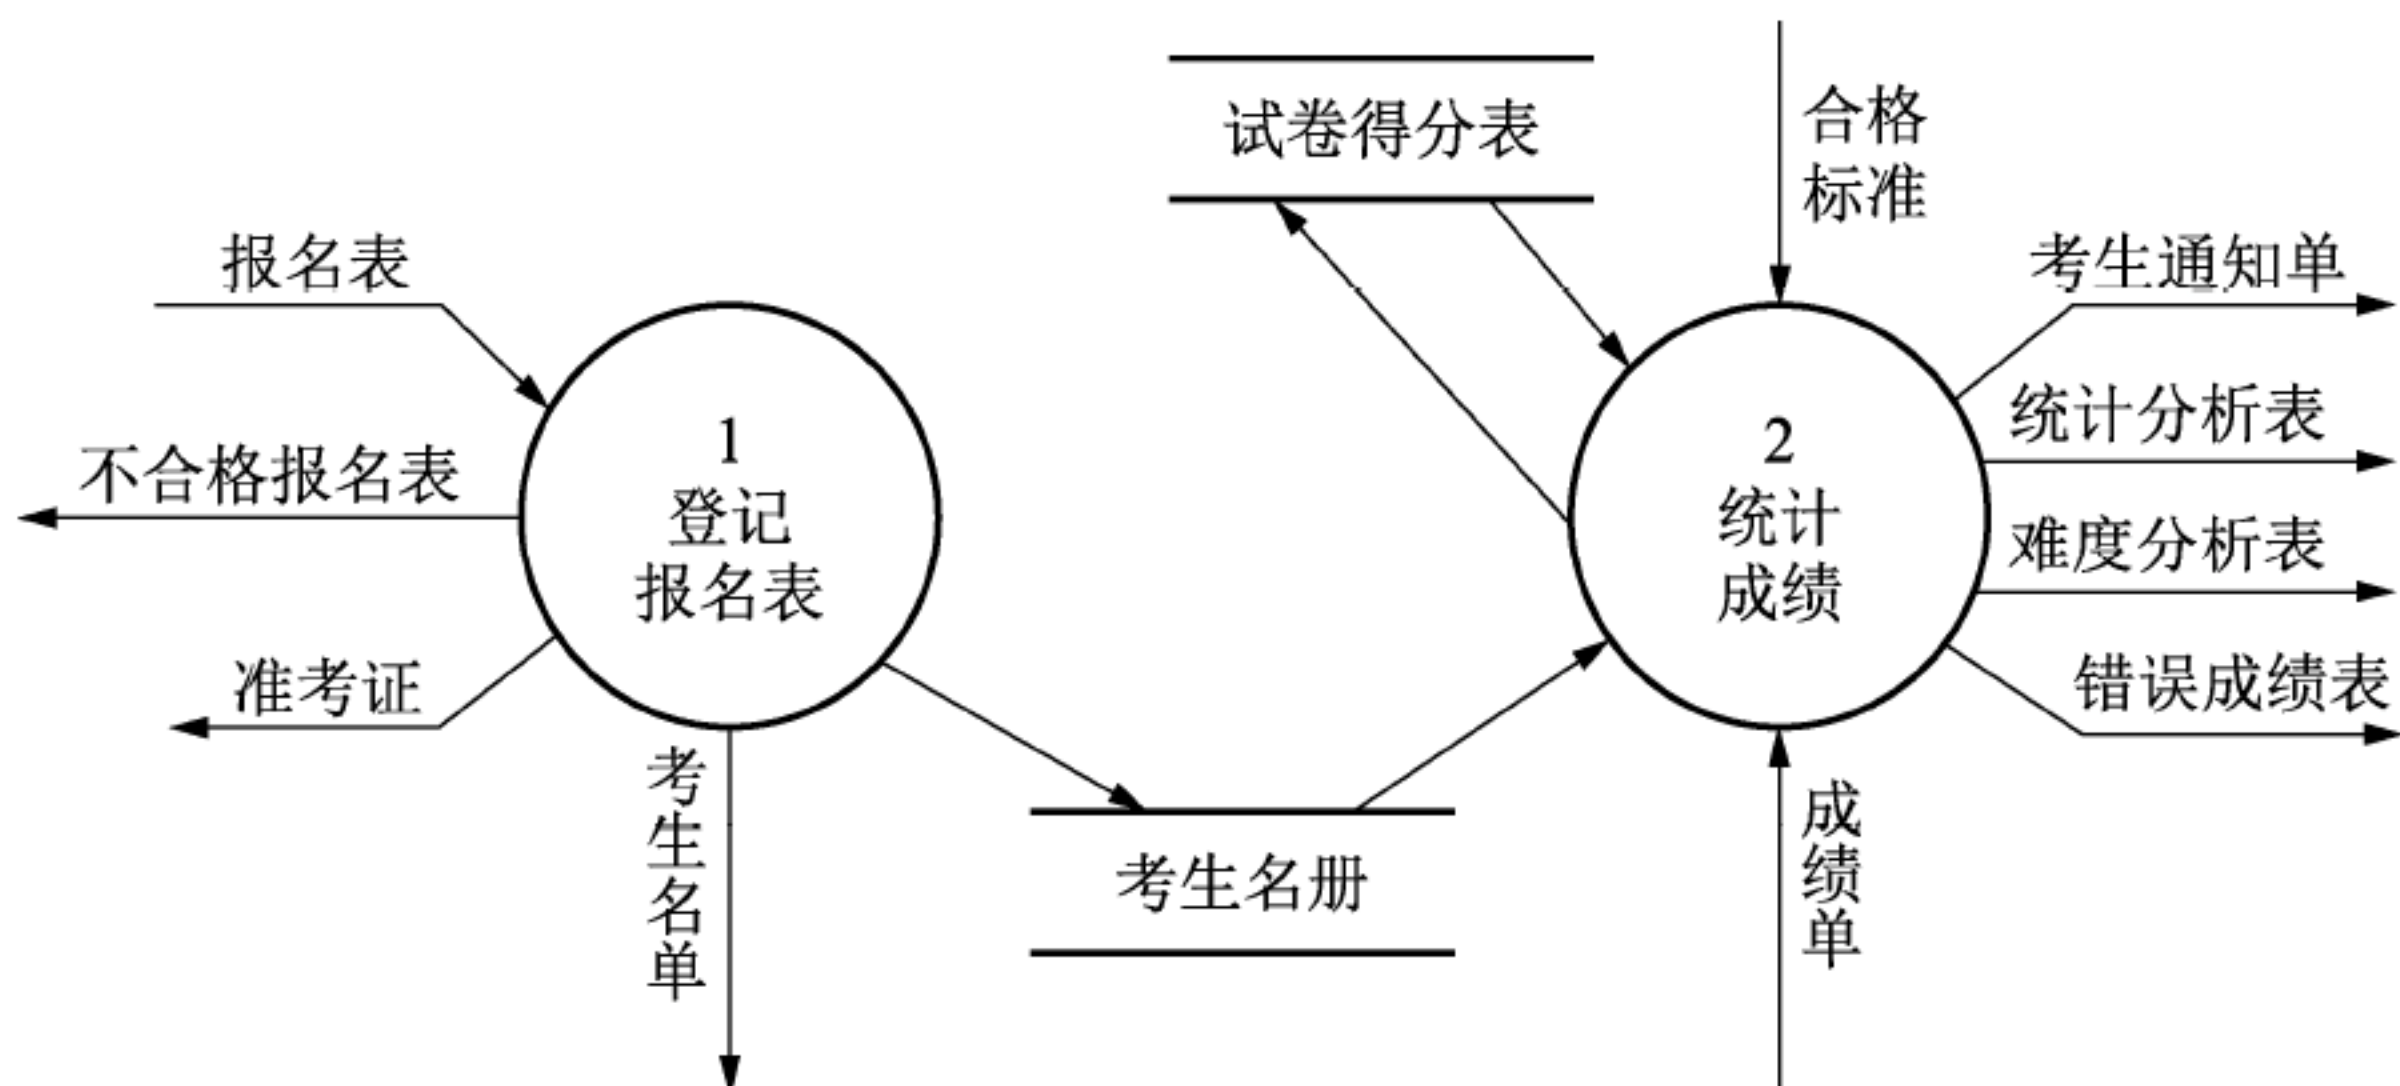 试卷得分表
合格
标准
报名表
考生通知单
不合格报名表
1
登记
报名表
2
统计
成绩
统计分析表
难度分析表
准考证
错误成绩表
考生名单
考生名册
成绩单